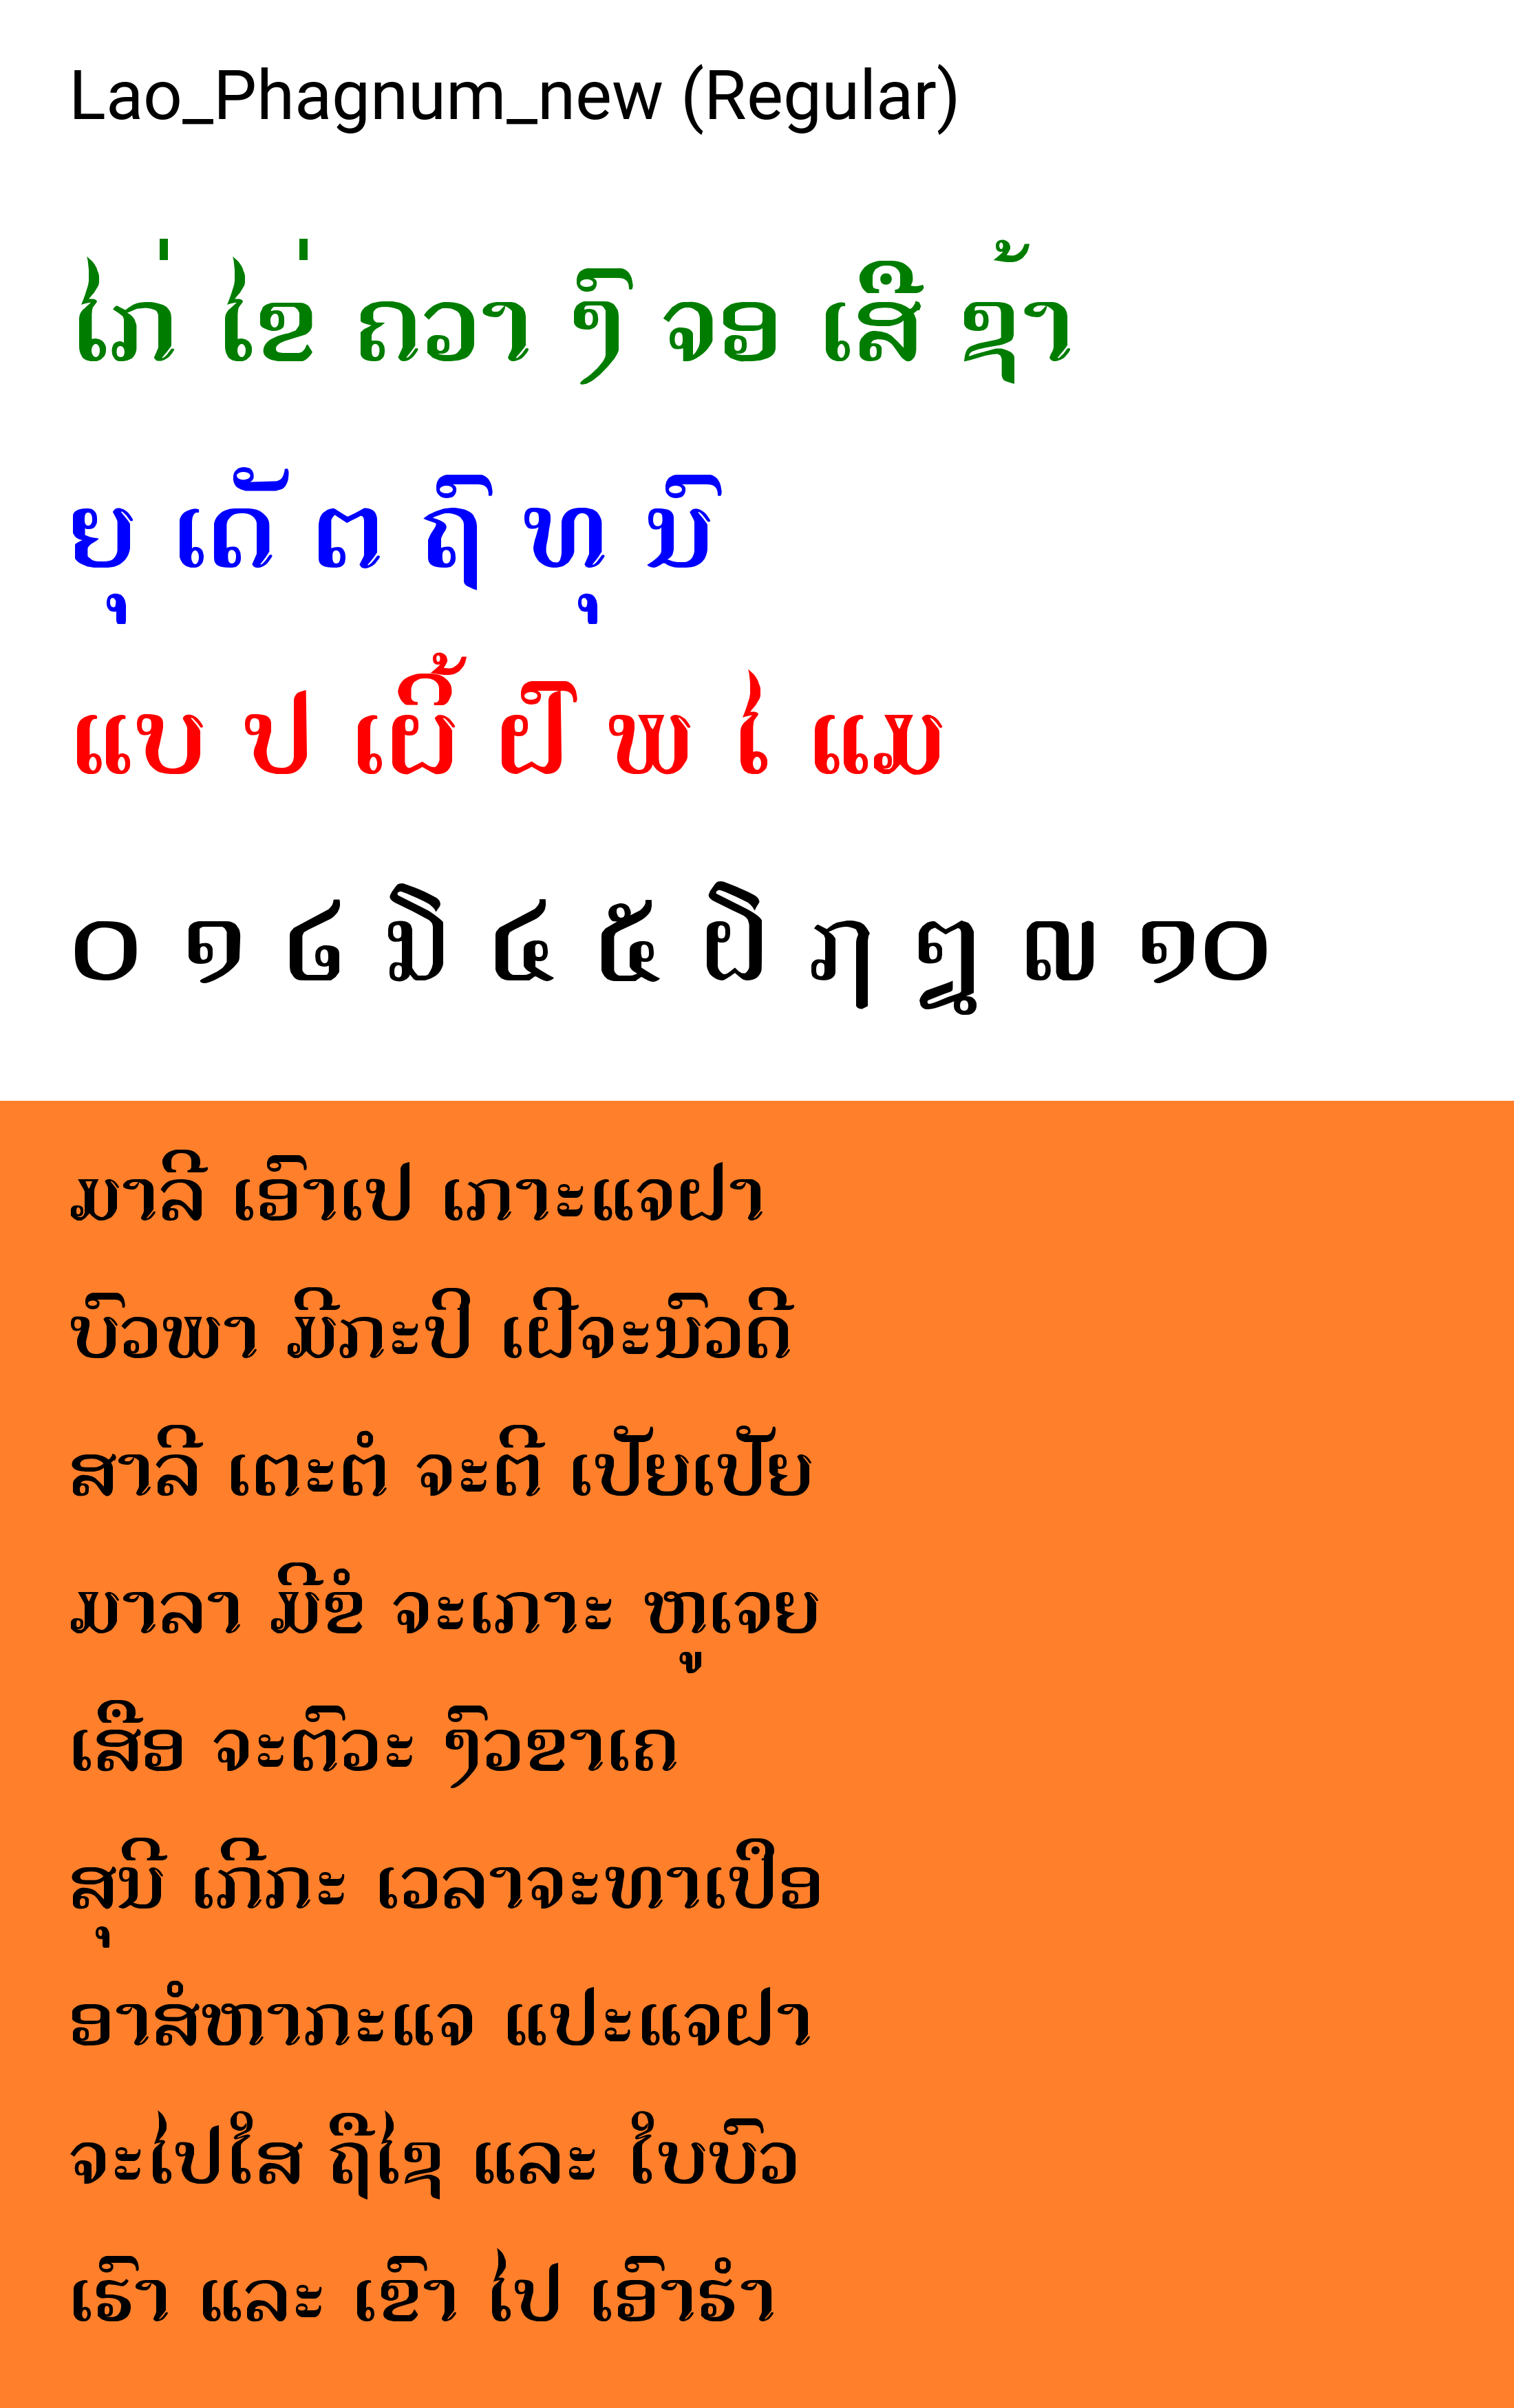 Lao_Phagnum_new (Regular)
ໄກ່ ໄຂ່ ຄວາ ງົ ຈອ ເສື ຊ້າ
ຍຸ ເດັ ຕ ຖົ ທຸ ນົ
ແບ ປ ເຜິ້ ຝົ ພ ໄ ແມ
໐ ໑ ໒ ໓ ໔ ໕ ໖ ໗ ໘ ໙ ໑໐
ມາລີ ເອົາເປ ເກາະແຈຝາ
ບົວພາ ມີກະປິ ເຝີຈະນົວດີ
ສາລີ ເຕະຕໍ ຈະຕີ ເປັຍເປັຍ
ມາລາ ມີຂໍ ຈະເກາະ ຫູເຈຍ
ເສືອ ຈະຕົວະ ງົວຂາເຄ
ສຸນີ ເກີກະ ເວລາຈະທາເປືອ
ອາສໍຫາກະແຈ ແປະແຈຝາ
ຈະໄປໃສ ຖືໄຊ ແລະ ໃບບົວ
ເຮົາ ແລະ ເຂົາ ໄປ ເອົາຮໍາ